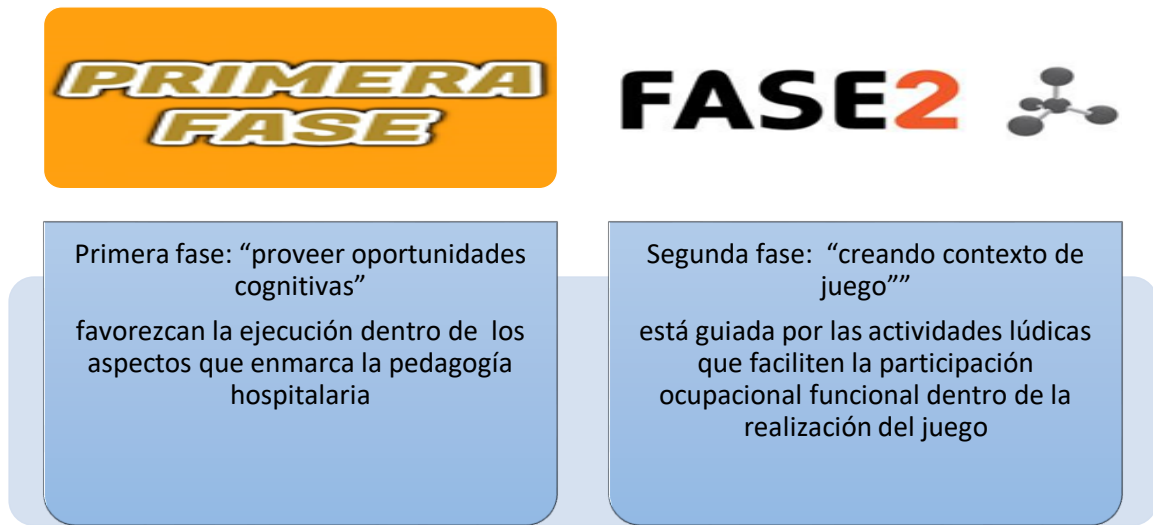 PRIMERA
FASE
FASE2
Primera fase: “proveer oportunidades
cognitivas”
favorezcan la ejecución dentro de los
aspectos que enmarca la pedagogía
hospitalaria
Segunda fase: “creando contexto de
juego””
está guiada por las actividades lúdicas
que faciliten la participación
ocupacional funcional dentro de la
realización del juego